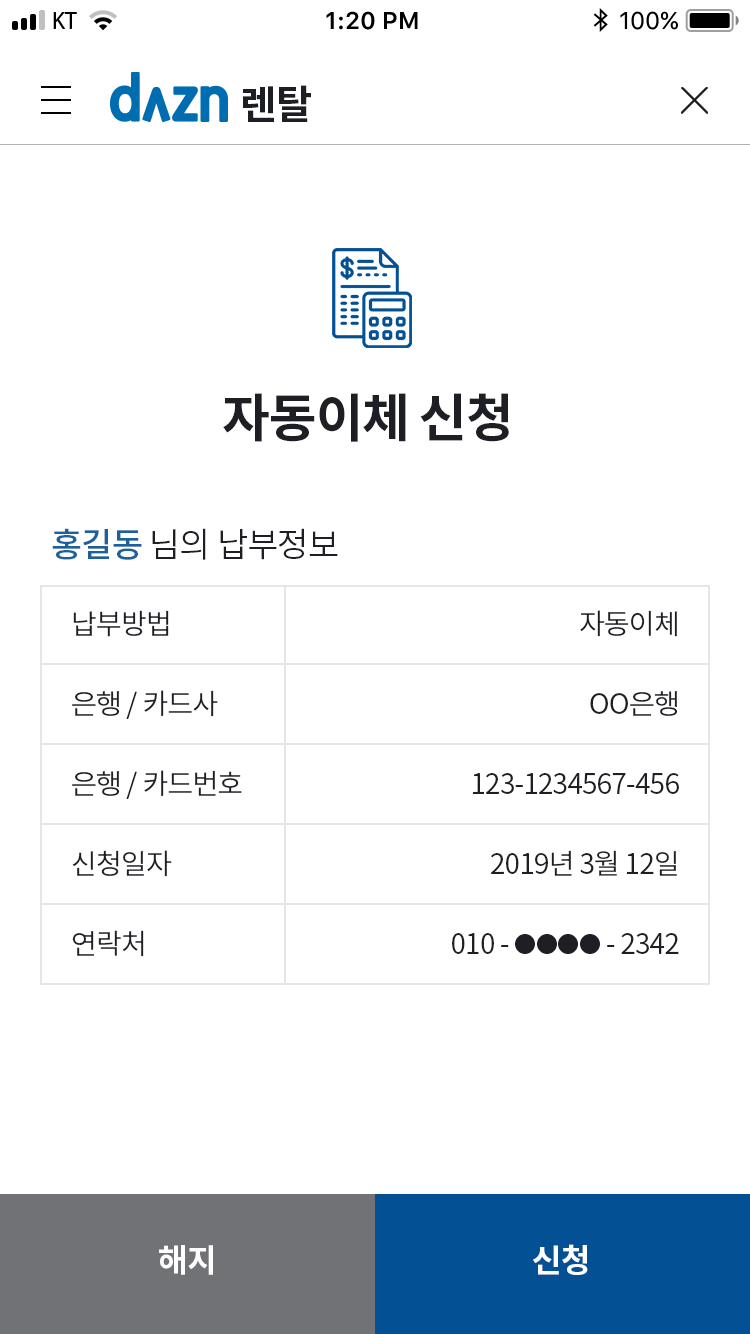 KT 1:20 PM 100%
dazn 렌탈
자동이체 신청
홍길동 님의 납부정보
납부방법 자동이체
은행 / 카드사 OO은행
은행 / 카드번호 123-1234567-456
신청일자 2019년 3월 12일
연락처 010 - ●●●● - 2342
해지 신청